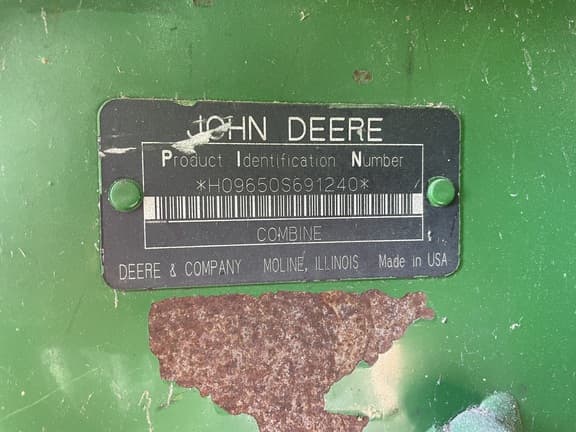 JOHN DEERE
Product Identification Number
*H09650S691240*
COMBINE
DEERE & COMPANY MOLINE, ILLINOIS Made in USA